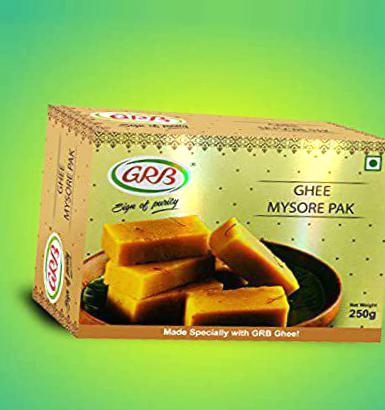 GRB
Sign of purity
GHEE
MYSORE PAK
Net Weight
250g
Made Specially with GRB Ghee!
GHEE
MYSORE PAK
GRB
Sign of purity
GRB